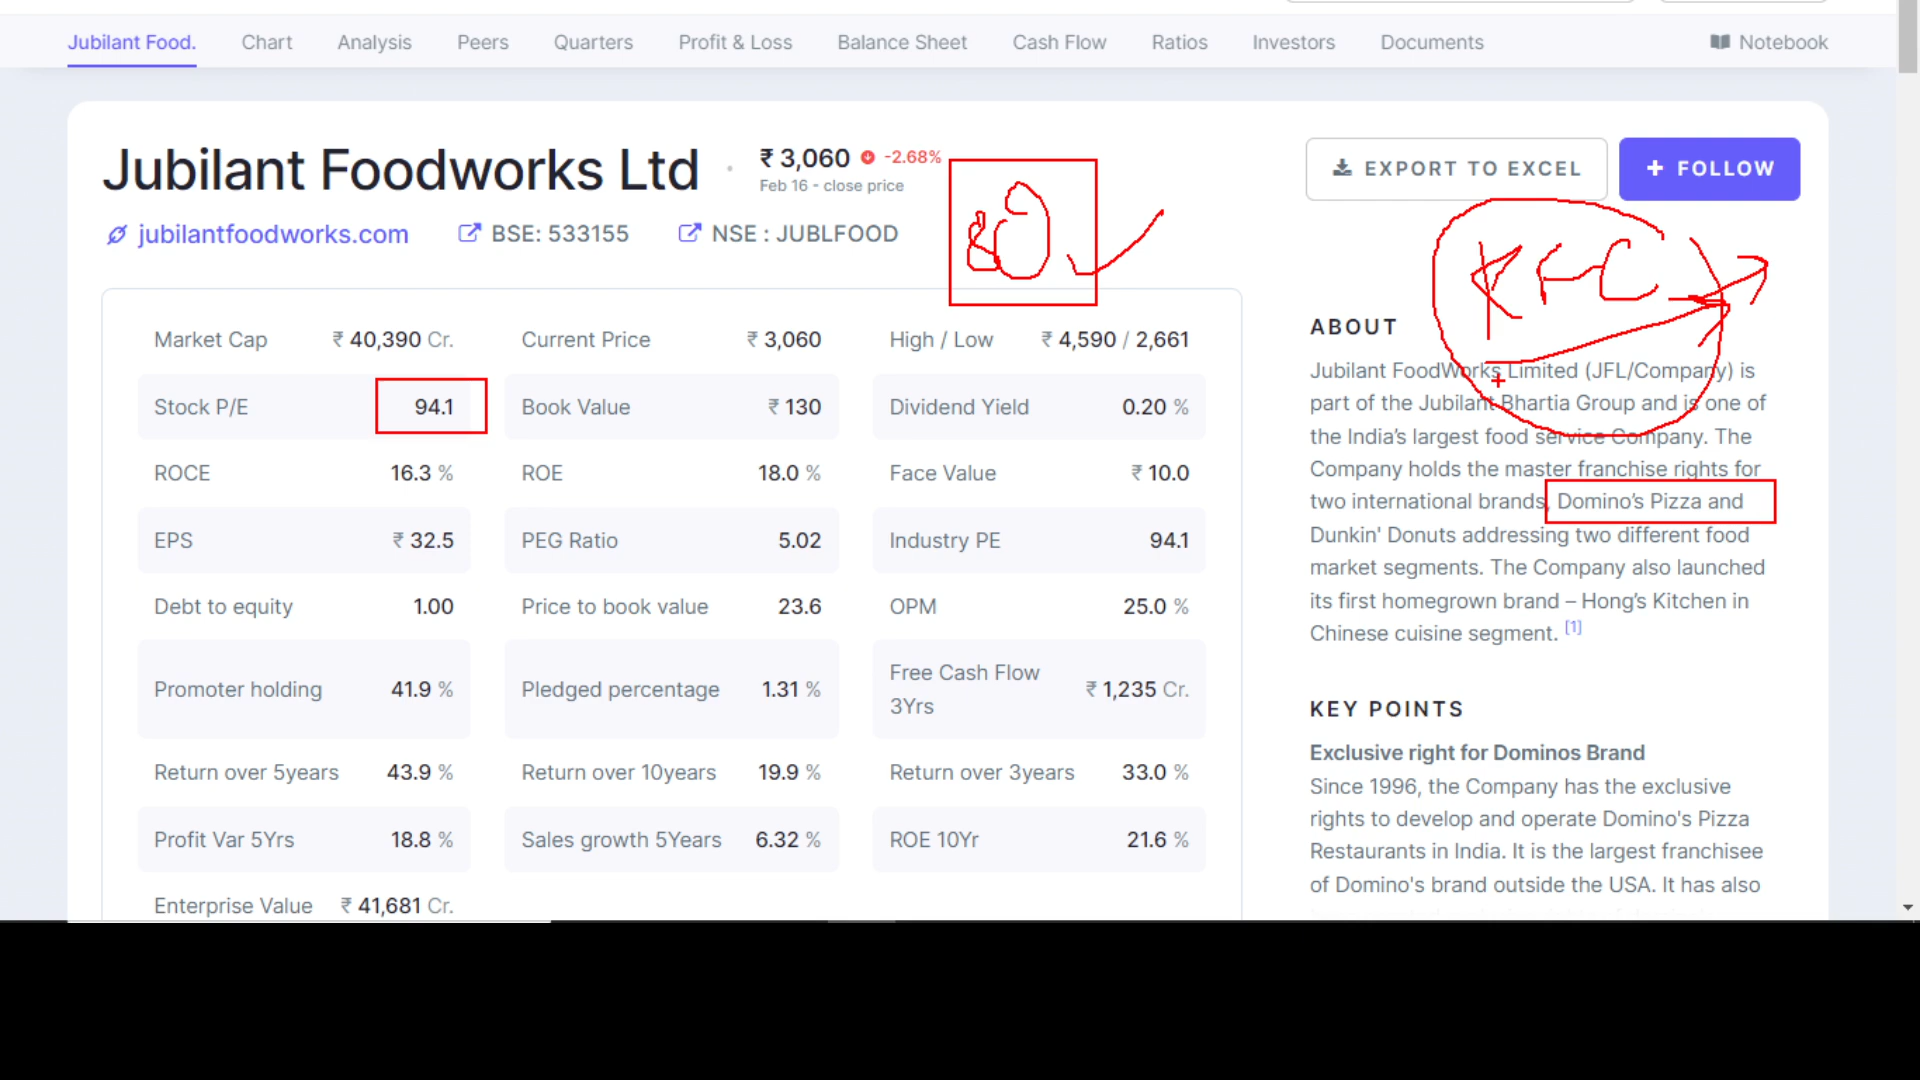 Jubilant Food. Chart Analysis Peers Quarters Profit & Loss Balance Sheet Cash Flow Ratios Investors Documents Notebook
Jubilant Foodworks Ltd
₹ 3,060 -2.68%
Feb 16 - close price
EXPORT TO EXCEL
+ FOLLOW
jubilantfoodworks.com BSE: 533155 NSE : JUBLFOOD
80
KFC
Market Cap ₹ 40,390 Cr. Current Price ₹ 3,060 High / Low ₹ 4,590 / 2,661
Stock P/E 94.1 Book Value ₹ 130 Dividend Yield 0.20 %
ROCE 16.3 % ROE 18.0 % Face Value ₹ 10.0
EPS ₹ 32.5 PEG Ratio 5.02 Industry PE 94.1
Debt to equity 1.00 Price to book value 23.6 OPM 25.0 %
Promoter holding 41.9 % Pledged percentage 1.31 % Free Cash Flow 3Yrs ₹ 1,235 Cr.
Return over 5years 43.9 % Return over 10years 19.9 % Return over 3years 33.0 %
Profit Var 5Yrs 18.8 % Sales growth 5Years 6.32 % ROE 10Yr 21.6 %
Enterprise Value ₹ 41,681 Cr.
ABOUT
Jubilant FoodWorks Limited (JFL/Company) is
part of the Jubilant Bhartia Group and is one of
the India's largest food service Company. The
Company holds the master franchise rights for
two international brands, Domino's Pizza and
Dunkin' Donuts addressing two different food
market segments. The Company also launched
its first homegrown brand – Hong's Kitchen in
Chinese cuisine segment. [1]
KEY POINTS
Exclusive right for Dominos Brand
Since 1996, the Company has the exclusive
rights to develop and operate Domino's Pizza
Restaurants in India. It is the largest franchisee
of Domino's brand outside the USA. It has also